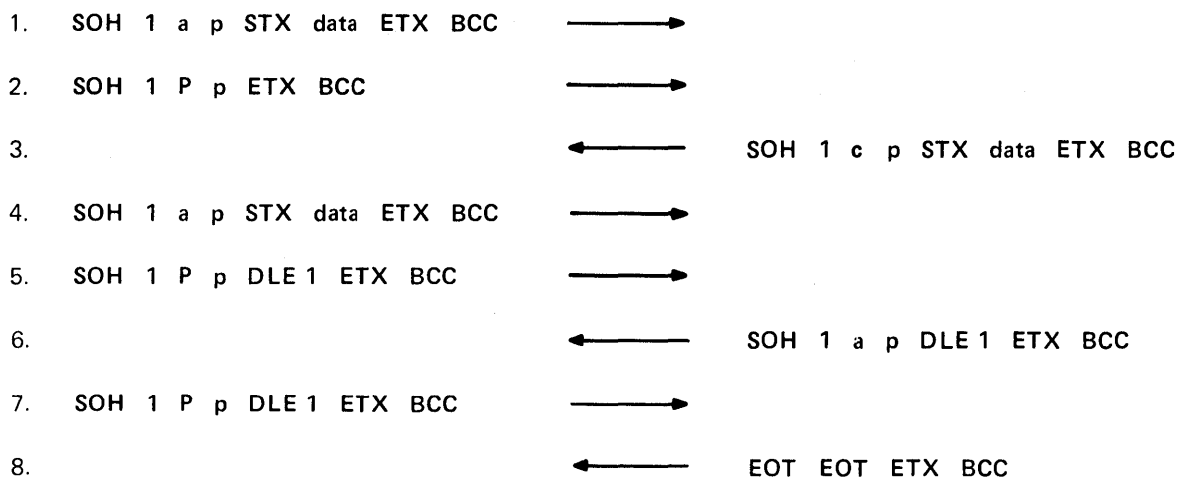 1. SOH 1 a p STX data ETX BCC
2. SOH 1 P p ETX BCC
3. SOH 1 c p STX data ETX BCC
4. SOH 1 a p STX data ETX BCC
5. SOH 1 P p DLE 1 ETX BCC
6. SOH 1 a p DLE 1 ETX BCC
7. SOH 1 P p DLE 1 ETX BCC
8. EOT EOT ETX BCC